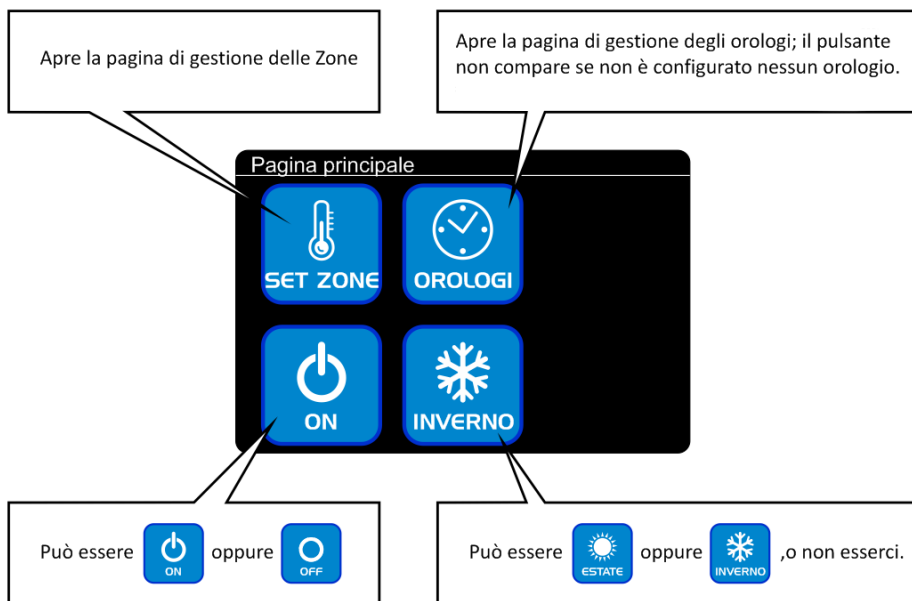 Apre la pagina di gestione delle Zone
Apre la pagina di gestione degli orologi; il pulsante
non compare se non è configurato nessun orologio.
Pagina principale
SET ZONE
OROLOGI
ON
INVERNO
Può essere ON oppure OFF
Può essere ESTATE oppure INVERNO ,o non esserci.